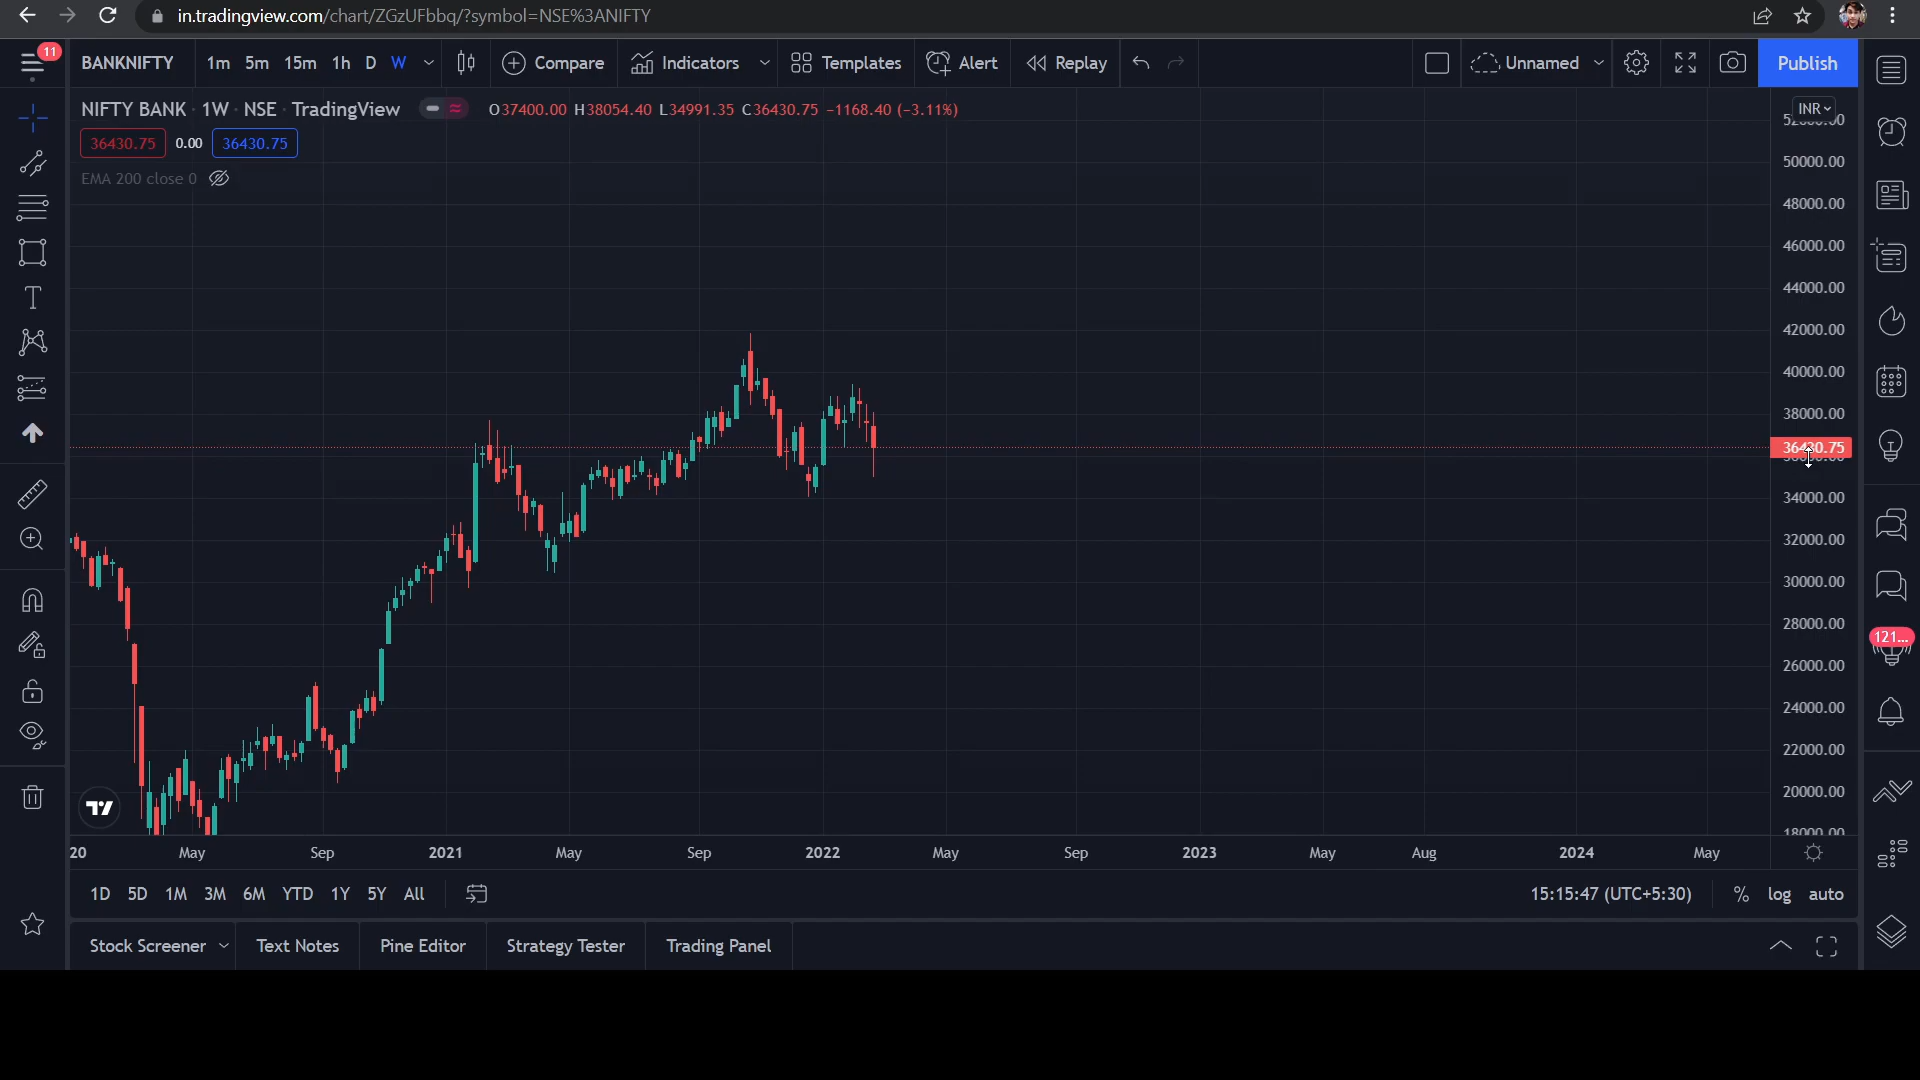 in.tradingview.com/chart/ZGzUFbbq/?symbol=NSE%3ANIFTY
11
BANKNIFTY 1m 5m 15m 1h D W Compare Indicators Templates Alert Replay Unnamed Publish
NIFTY BANK · 1W · NSE · TradingView O37400.00 H38054.40 L34991.35 C36430.75 −1168.40 (−3.11%)
INR
36430.75 0.00 36430.75
EMA 200 close 0
50000.00
48000.00
46000.00
44000.00
42000.00
40000.00
38000.00
36430.75
34000.00
32000.00
30000.00
28000.00
121...
26000.00
24000.00
22000.00
20000.00
18000.00
20 May Sep 2021 May Sep 2022 May Sep 2023 May Aug 2024 May
1D 5D 1M 3M 6M YTD 1Y 5Y All 15:15:47 (UTC+5:30) % log auto
Stock Screener Text Notes Pine Editor Strategy Tester Trading Panel